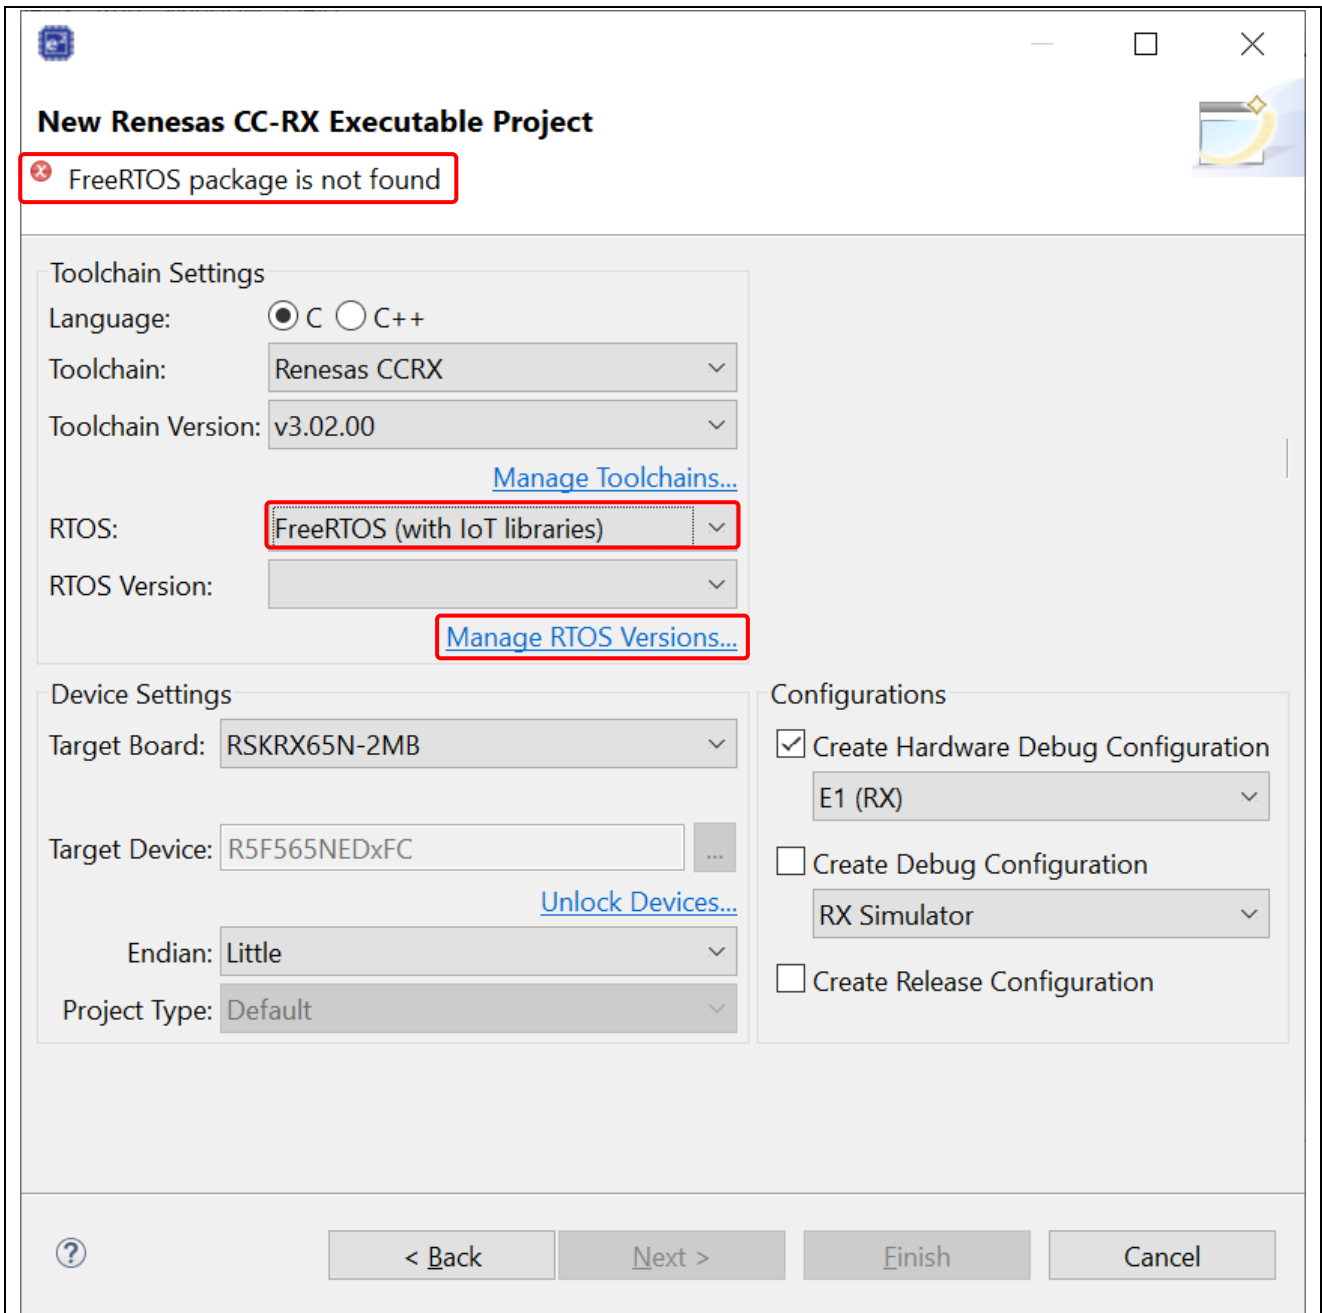 e²
New Renesas CC-RX Executable Project
FreeRTOS package is not found
Toolchain Settings
Language: C C++
Toolchain: Renesas CCRX
Toolchain Version: v3.02.00
Manage Toolchains...
RTOS: FreeRTOS (with IoT libraries)
RTOS Version:
Manage RTOS Versions...
Device Settings
Target Board: RSKRX65N-2MB
Target Device: R5F565NEDxFC ...
Unlock Devices...
Endian: Little
Project Type: Default
Configurations
Create Hardware Debug Configuration
E1 (RX)
Create Debug Configuration
RX Simulator
Create Release Configuration
? < Back Next > Finish Cancel